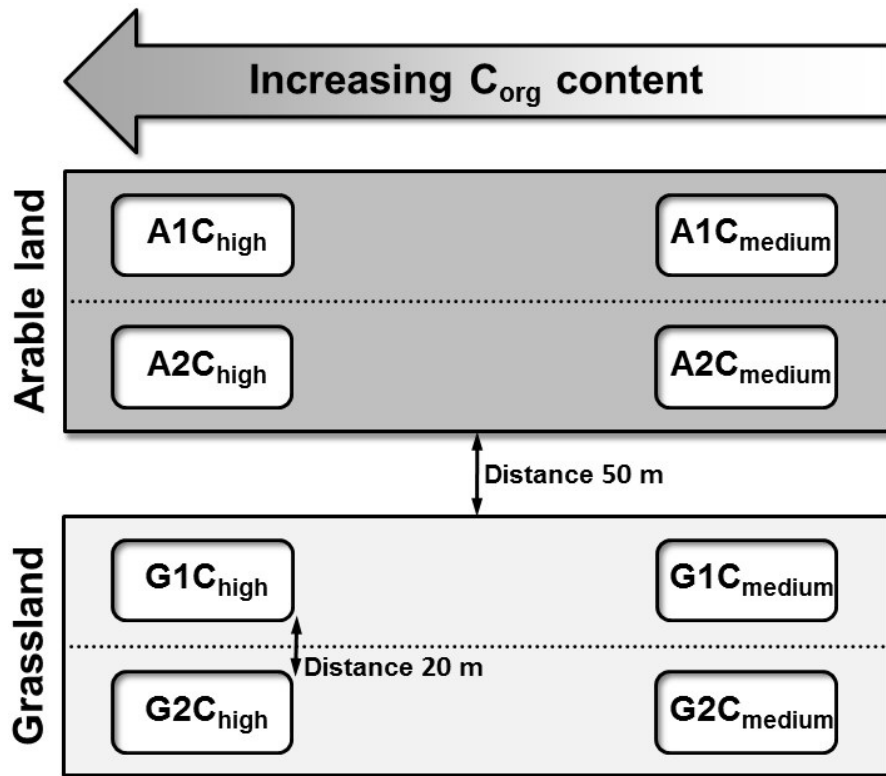 Increasing Corg content
Arable land
A1Chigh
A1Cmedium
A2Chigh
A2Cmedium
Distance 50 m
Grassland
G1Chigh
G1Cmedium
Distance 20 m
G2Chigh
G2Cmedium